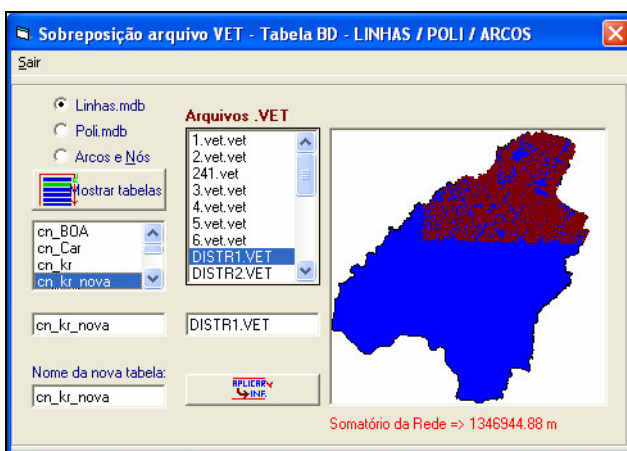 Sobreposição arquivo VET - Tabela BD - LINHAS / POLI / ARCOS
Sair
Linhas.mdb
Poli.mdb
Arcos e Nós
Mostrar tabelas
cn_BOA
cn_Car
cn_kr
cn_kr_nova
cn_kr_nova
Nome da nova tabela:
cn_kr_nova
Arquivos .VET
1.vet.vet
2.vet.vet
241.vet
3.vet.vet
4.vet.vet
5.vet.vet
6.vet.vet
DISTR1.VET
DISTR2.VET
DISTR1.VET
APLICAR
INF.
Somatório da Rede => 1346944.88 m